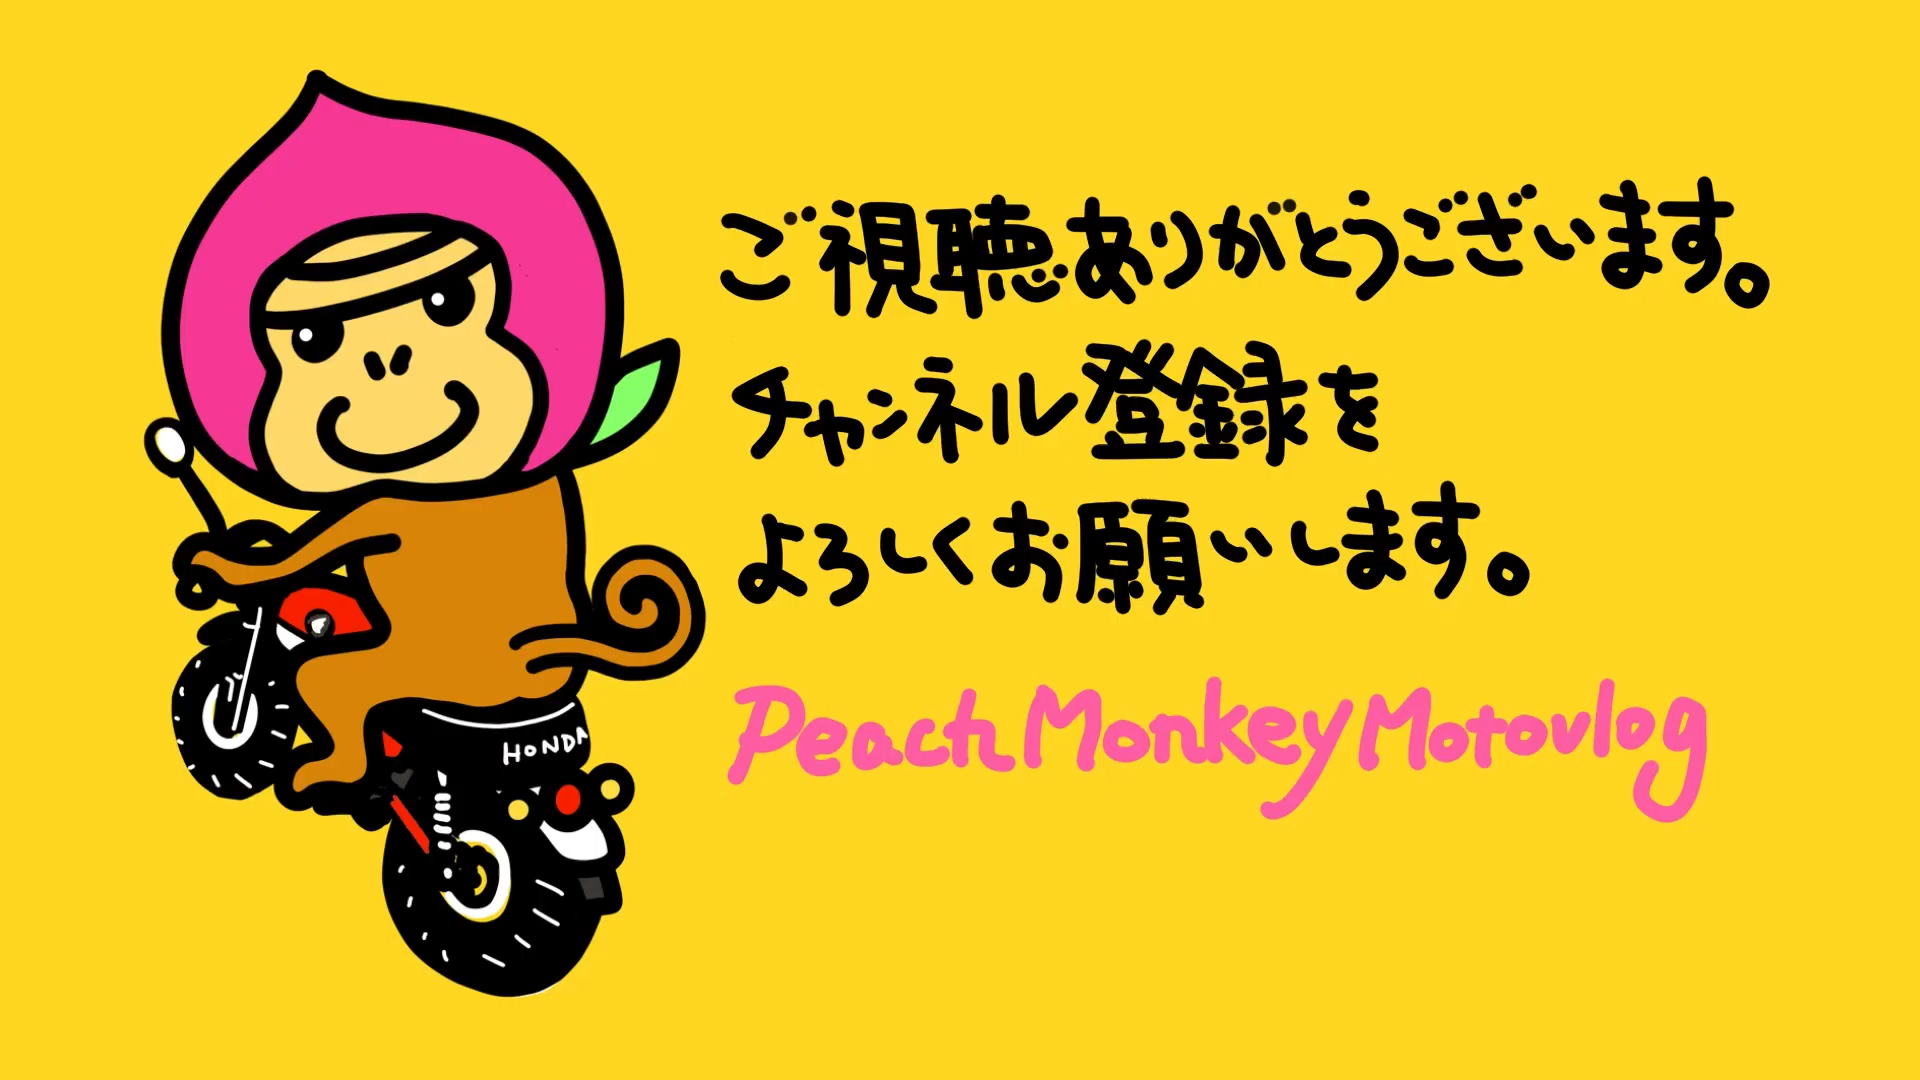 ご視聴ありがとうございます。
チャンネル登録を
よろしくお願いします。
Peach Monkey Motovlog
HONDA